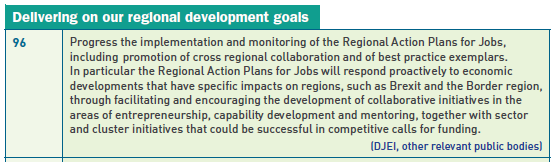 Delivering on our regional development goals
96
Progress the implementation and monitoring of the Regional Action Plans for Jobs,
including promotion of cross regional collaboration and of best practice exemplars.
In particular the Regional Action Plans for Jobs will respond proactively to economic
developments that have specific impacts on regions, such as Brexit and the Border region,
through facilitating and encouraging the development of collaborative initiatives in the
areas of entrepreneurship, capability development and mentoring, together with sector
and cluster initiatives that could be successful in competitive calls for funding.
(DJEI, other relevant public bodies)